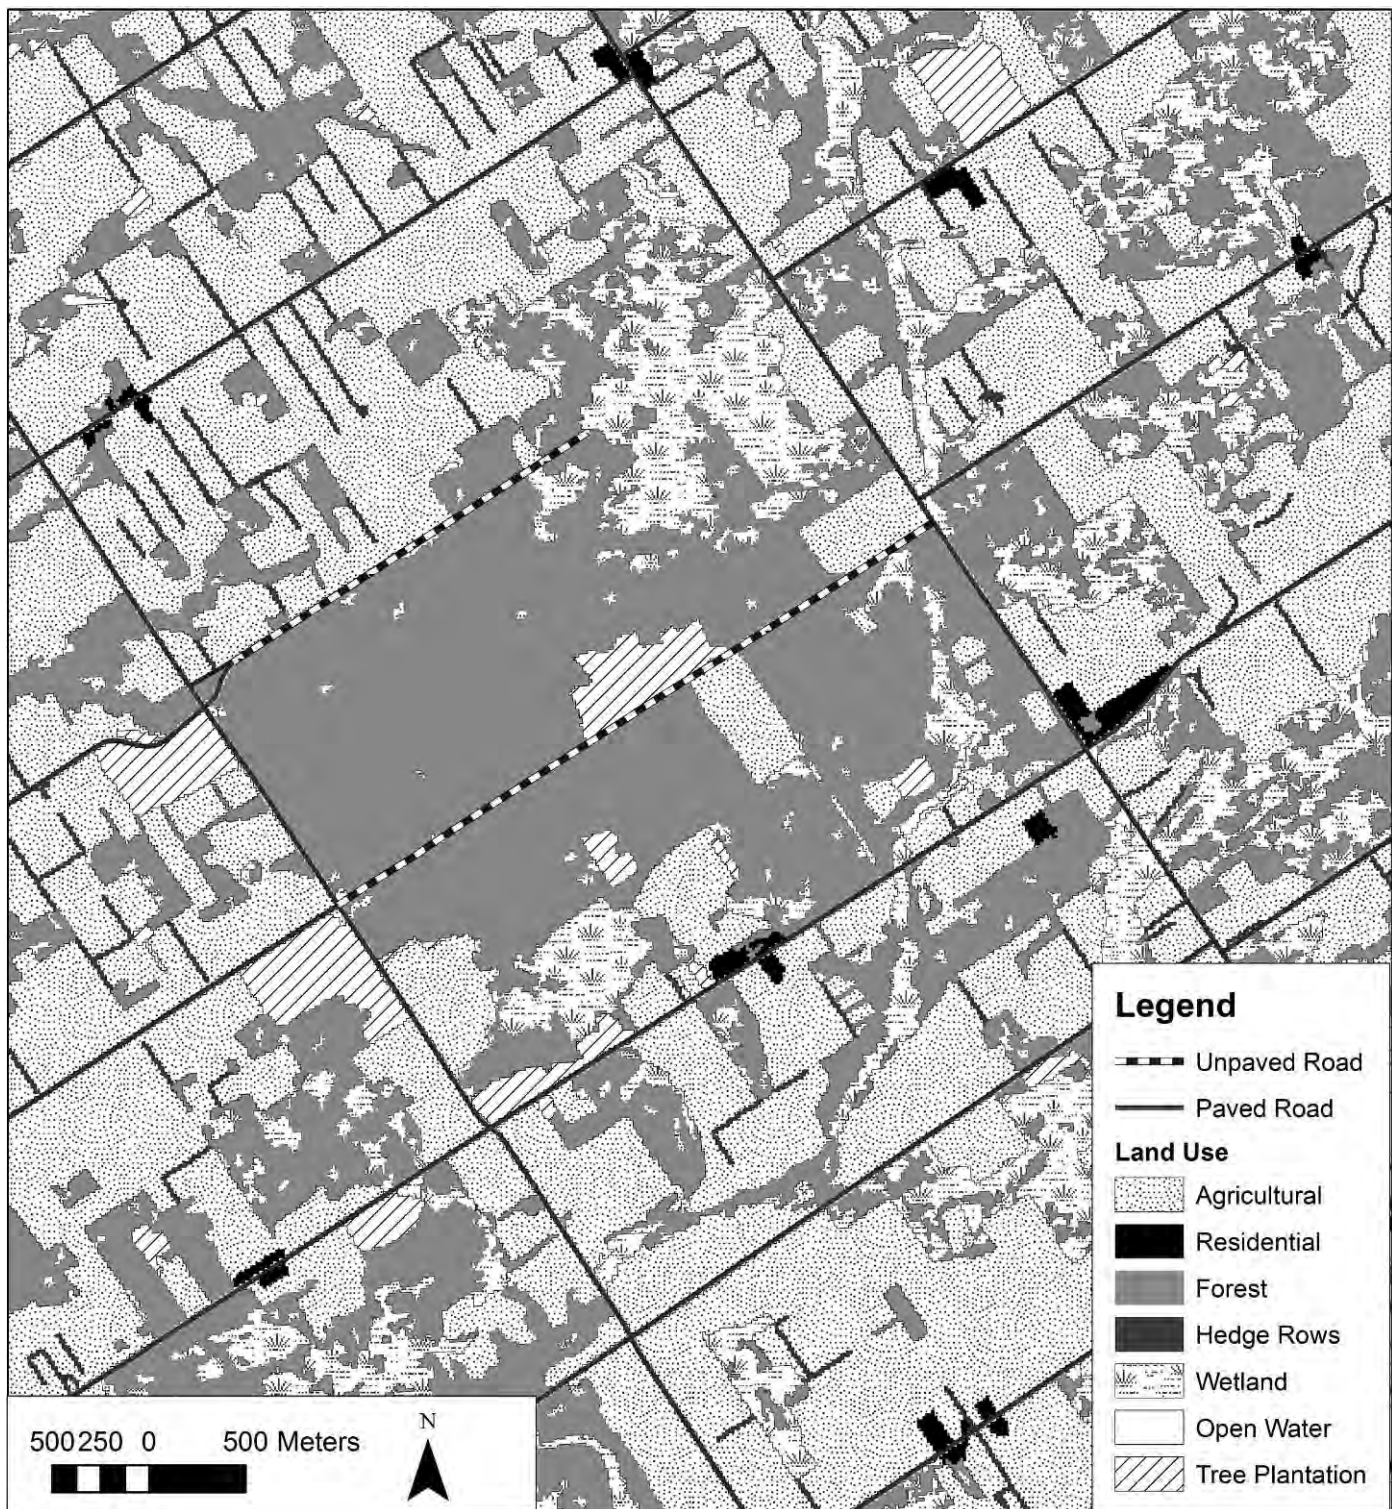 Legend
Unpaved Road
Paved Road
Land Use
Agricultural
Residential
Forest
Hedge Rows
Wetland
Open Water
Tree Plantation
N
500 250 0 500 Meters